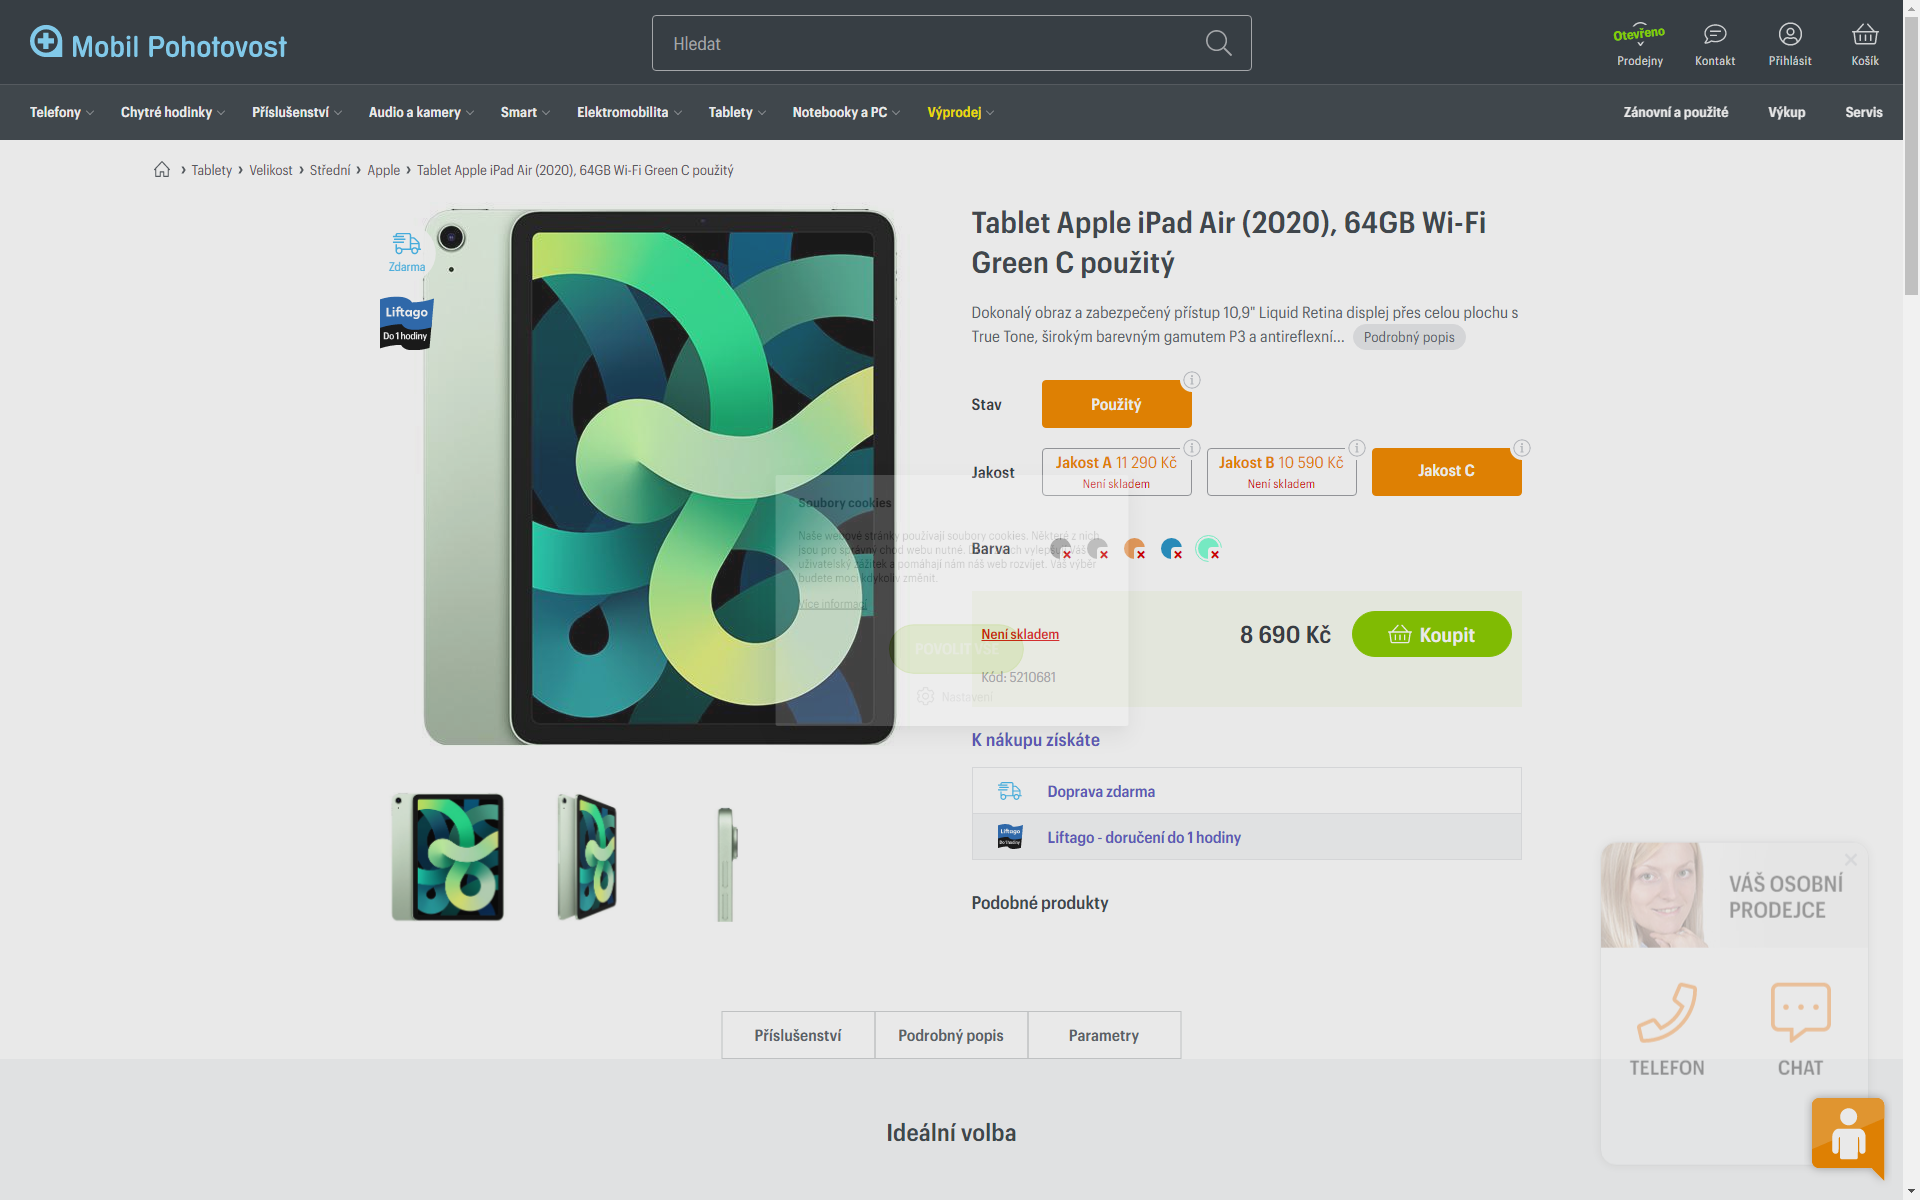 Mobil Pohotovost
Hledat
Otevřeno
Prodejny
Kontakt
Přihlásit
Košík
Telefony
Chytré hodinky
Příslušenství
Audio a kamery
Smart
Elektromobilita
Tablety
Notebooky a PC
Výprodej
Zánovní a použité
Výkup
Servis
Tablety › Velikost › Střední › Apple › Tablet Apple iPad Air (2020), 64GB Wi-Fi Green C použitý
Zdarma
Liftago
Do 1 hodiny
Tablet Apple iPad Air (2020), 64GB Wi-Fi
Green C použitý
Dokonalý obraz a zabezpečený přístup 10,9" Liquid Retina displej přes celou plochu s
True Tone, širokým barevným gamutem P3 a antireflexní... Podrobný popis
Stav
Použitý
Jakost
Jakost A 11 290 Kč
Není skladem
Jakost B 10 590 Kč
Není skladem
Jakost C
Barva
Soubory cookies
Naše webové stránky používají soubory cookies. Některé z nich
jsou pro správný chod webu nutné. vylepšují Váš
uživatelský zážitek a pomáhají nám náš web rozvíjet. Váš výběr
budete moci kdykoliv změnit.
Více informací
POVOLIT VŠE
Nastavení
Není skladem
8 690 Kč
Koupit
Kód: 5210681
K nákupu získáte
Doprava zdarma
Liftago
Do 1 hodiny
Liftago - doručení do 1 hodiny
Podobné produkty
VÁŠ OSOBNÍ
PRODEJCE
TELEFON
CHAT
Příslušenství
Podrobný popis
Parametry
Ideální volba